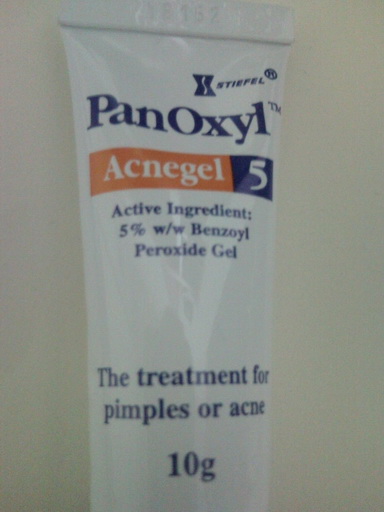 STIEFEL®
PanOxyl™
Acnegel 5
Active Ingredient:
5% w/w Benzoyl
Peroxide Gel
The treatment for
pimples or acne
10g